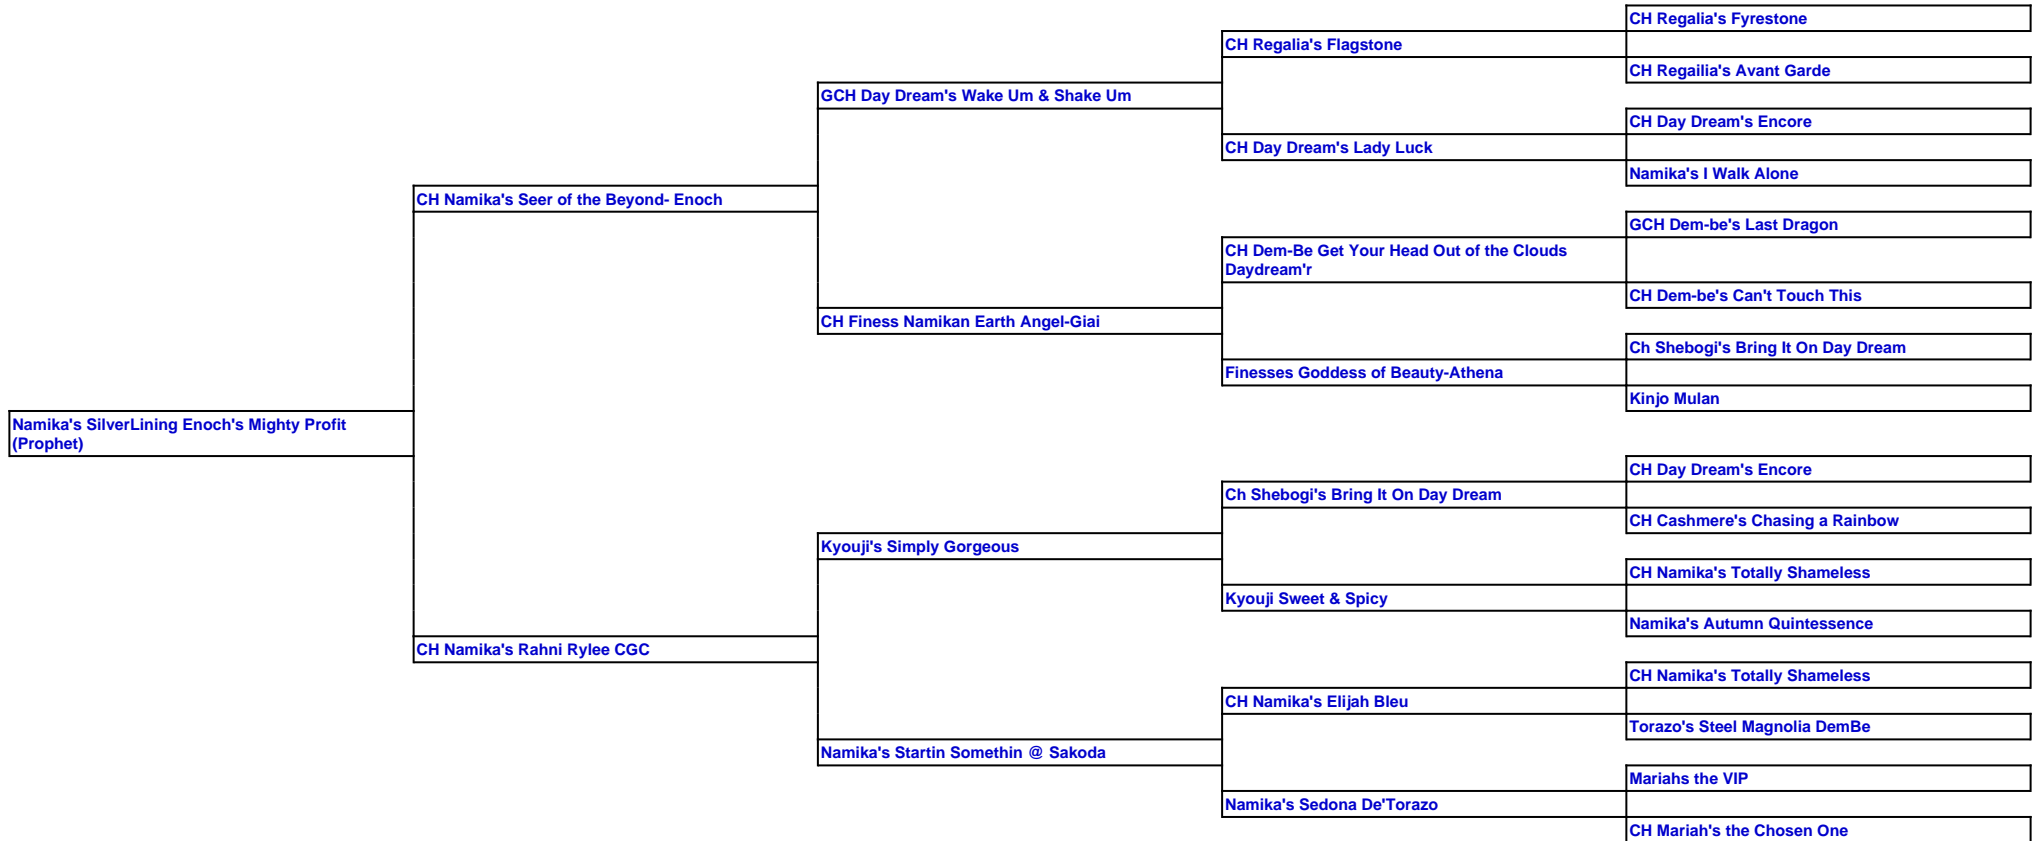 CH Regalia's Fyrestone
CH Regalia's Flagstone
CH Regailia's Avant Garde
GCH Day Dream's Wake Um & Shake Um
CH Day Dream's Encore
CH Day Dream's Lady Luck
Namika's I Walk Alone
CH Namika's Seer of the Beyond- Enoch
GCH Dem-be's Last Dragon
CH Dem-Be Get Your Head Out of the Clouds
Daydream'r
CH Dem-be's Can't Touch This
CH Finess Namikan Earth Angel-Giai
Ch Shebogi's Bring It On Day Dream
Finesses Goddess of Beauty-Athena
Kinjo Mulan
Namika's SilverLining Enoch's Mighty Profit
(Prophet)
CH Day Dream's Encore
Ch Shebogi's Bring It On Day Dream
CH Cashmere's Chasing a Rainbow
Kyouji's Simply Gorgeous
CH Namika's Totally Shameless
Kyouji Sweet & Spicy
Namika's Autumn Quintessence
CH Namika's Rahni Rylee CGC
CH Namika's Totally Shameless
CH Namika's Elijah Bleu
Torazo's Steel Magnolia DemBe
Namika's Startin Somethin @ Sakoda
Mariahs the VIP
Namika's Sedona De'Torazo
CH Mariah's the Chosen One